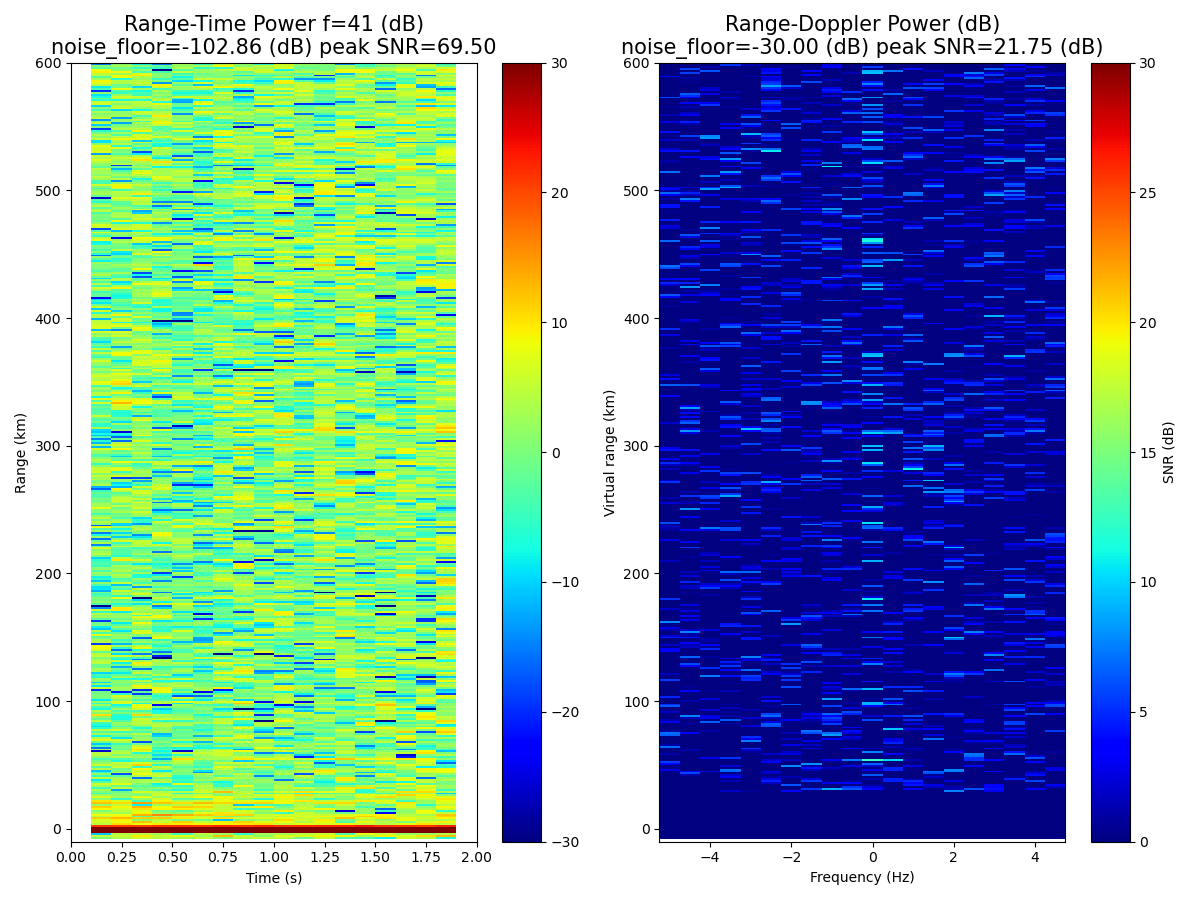 Range-Time Power f=41 (dB)
noise_floor=-102.86 (dB) peak SNR=69.50
600
500
400
300
200
100
0
Range (km)
0.00 0.25 0.50 0.75 1.00 1.25 1.50 1.75 2.00
Time (s)
30
20
10
0
−10
−20
−30
Range-Doppler Power (dB)
noise_floor=-30.00 (dB) peak SNR=21.75 (dB)
600
500
400
300
200
100
0
Virtual range (km)
−4 −2 0 2 4
Frequency (Hz)
30
25
20
15
10
5
0
SNR (dB)